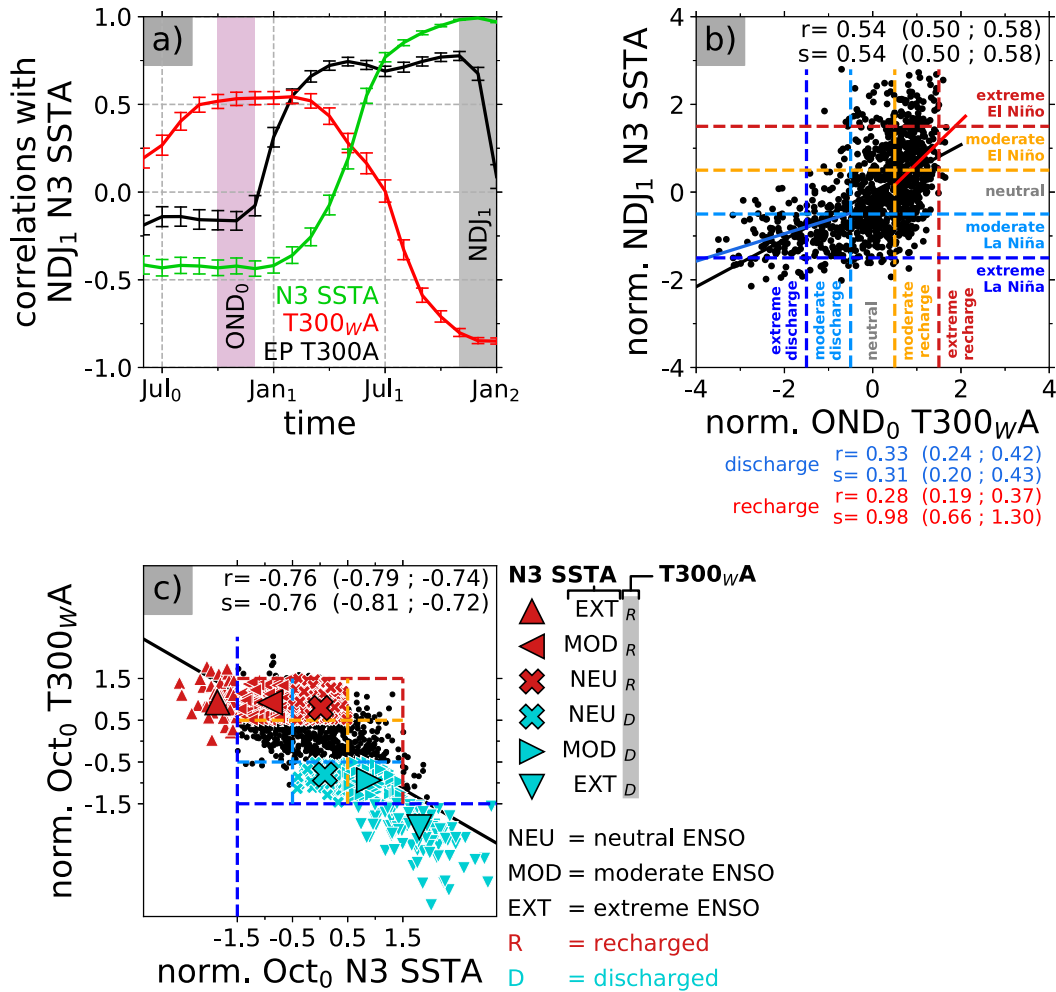 a)
correlations with
NDJ₁ N3 SSTA
1.0
0.5
0.0
-0.5
-1.0
OND₀
NDJ₁
N3 SSTA
T300_WA
EP T300A
Jul₀
Jan₁
Jul₁
Jan₂
time
b)
norm. NDJ₁ N3 SSTA
r= 0.54 (0.50 ; 0.58)
s= 0.54 (0.50 ; 0.58)
4
2
0
-2
-4
extreme
El Niño
moderate
El Niño
neutral
moderate
La Niña
extreme
La Niña
extreme
discharge
moderate
discharge
neutral
moderate
recharge
extreme
recharge
-4
-2
0
2
4
norm. OND₀ T300_WA
discharge
r= 0.33 (0.24 ; 0.42)
s= 0.31 (0.20 ; 0.43)
recharge
r= 0.28 (0.19 ; 0.37)
s= 0.98 (0.66 ; 1.30)
c)
norm. Oct₀ T300_WA
r= -0.76 (-0.79 ; -0.74)
s= -0.76 (-0.81 ; -0.72)
1.5
0.5
-0.5
-1.5
-1.5
-0.5
0.5
1.5
norm. Oct₀ N3 SSTA
N3 SSTA T300_WA
EXT R
MOD R
NEU R
NEU D
MOD D
EXT D
NEU = neutral ENSO
MOD = moderate ENSO
EXT = extreme ENSO
R = recharged
D = discharged